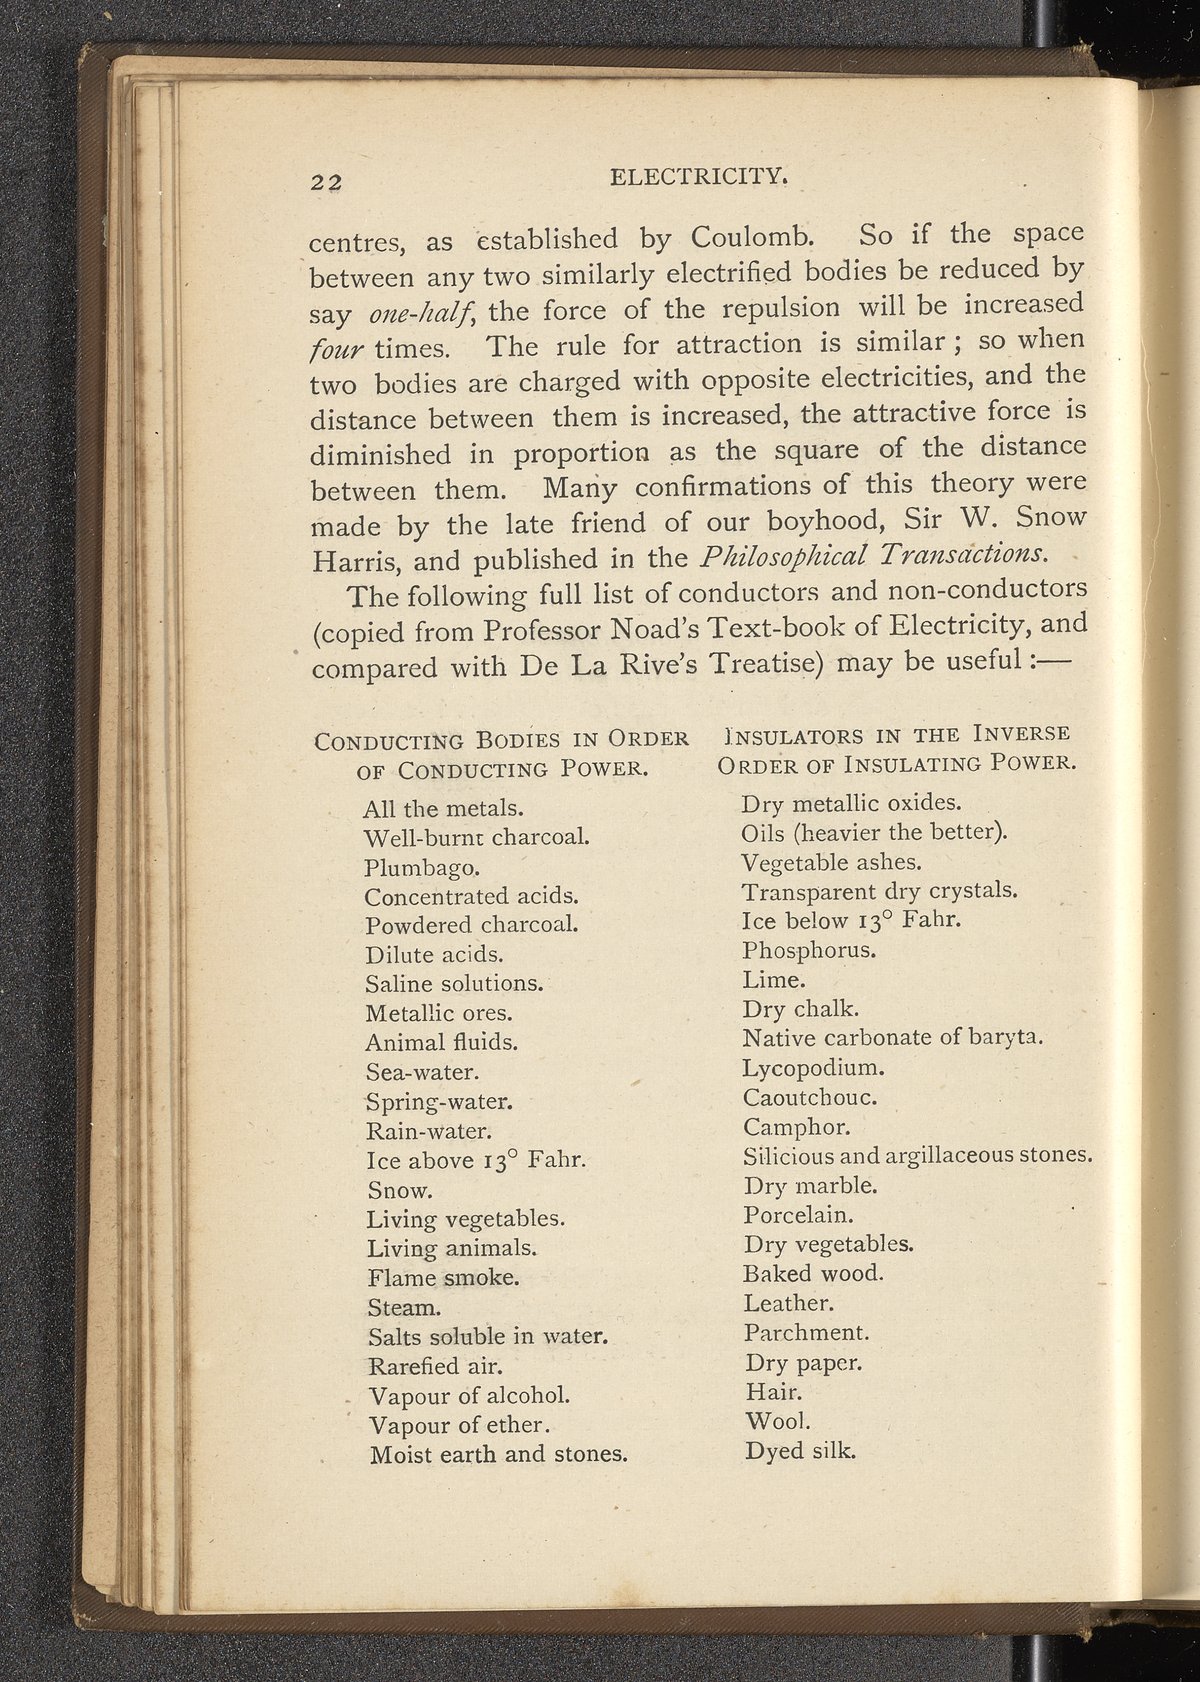 22 ELECTRICITY.
centres, as established by Coulomb. So if the space
between any two similarly electrified bodies be reduced by
say one-half, the force of the repulsion will be increased
four times. The rule for attraction is similar ; so when
two bodies are charged with opposite electricities, and the
distance between them is increased, the attractive force is
diminished in proportion as the square of the distance
between them. Many confirmations of this theory were
made by the late friend of our boyhood, Sir W. Snow
Harris, and published in the Philosophical Transactions.
The following full list of conductors and non-conductors
(copied from Professor Noad's Text-book of Electricity, and
compared with De La Rive's Treatise) may be useful :—
CONDUCTING BODIES IN ORDER
OF CONDUCTING POWER.
All the metals.
Well-burnt charcoal.
Plumbago.
Concentrated acids.
Powdered charcoal.
Dilute acids.
Saline solutions.
Metallic ores.
Animal fluids.
Sea-water.
Spring-water.
Rain-water.
Ice above 13° Fahr.
Snow.
Living vegetables.
Living animals.
Flame smoke.
Steam.
Salts soluble in water.
Rarefied air.
Vapour of alcohol.
Vapour of ether.
Moist earth and stones.
INSULATORS IN THE INVERSE
ORDER OF INSULATING POWER.
Dry metallic oxides.
Oils (heavier the better).
Vegetable ashes.
Transparent dry crystals.
Ice below 13° Fahr.
Phosphorus.
Lime.
Dry chalk.
Native carbonate of baryta.
Lycopodium.
Caoutchouc.
Camphor.
Silicious and argillaceous stones.
Dry marble.
Porcelain.
Dry vegetables.
Baked wood.
Leather.
Parchment.
Dry paper.
Hair.
Wool.
Dyed silk.